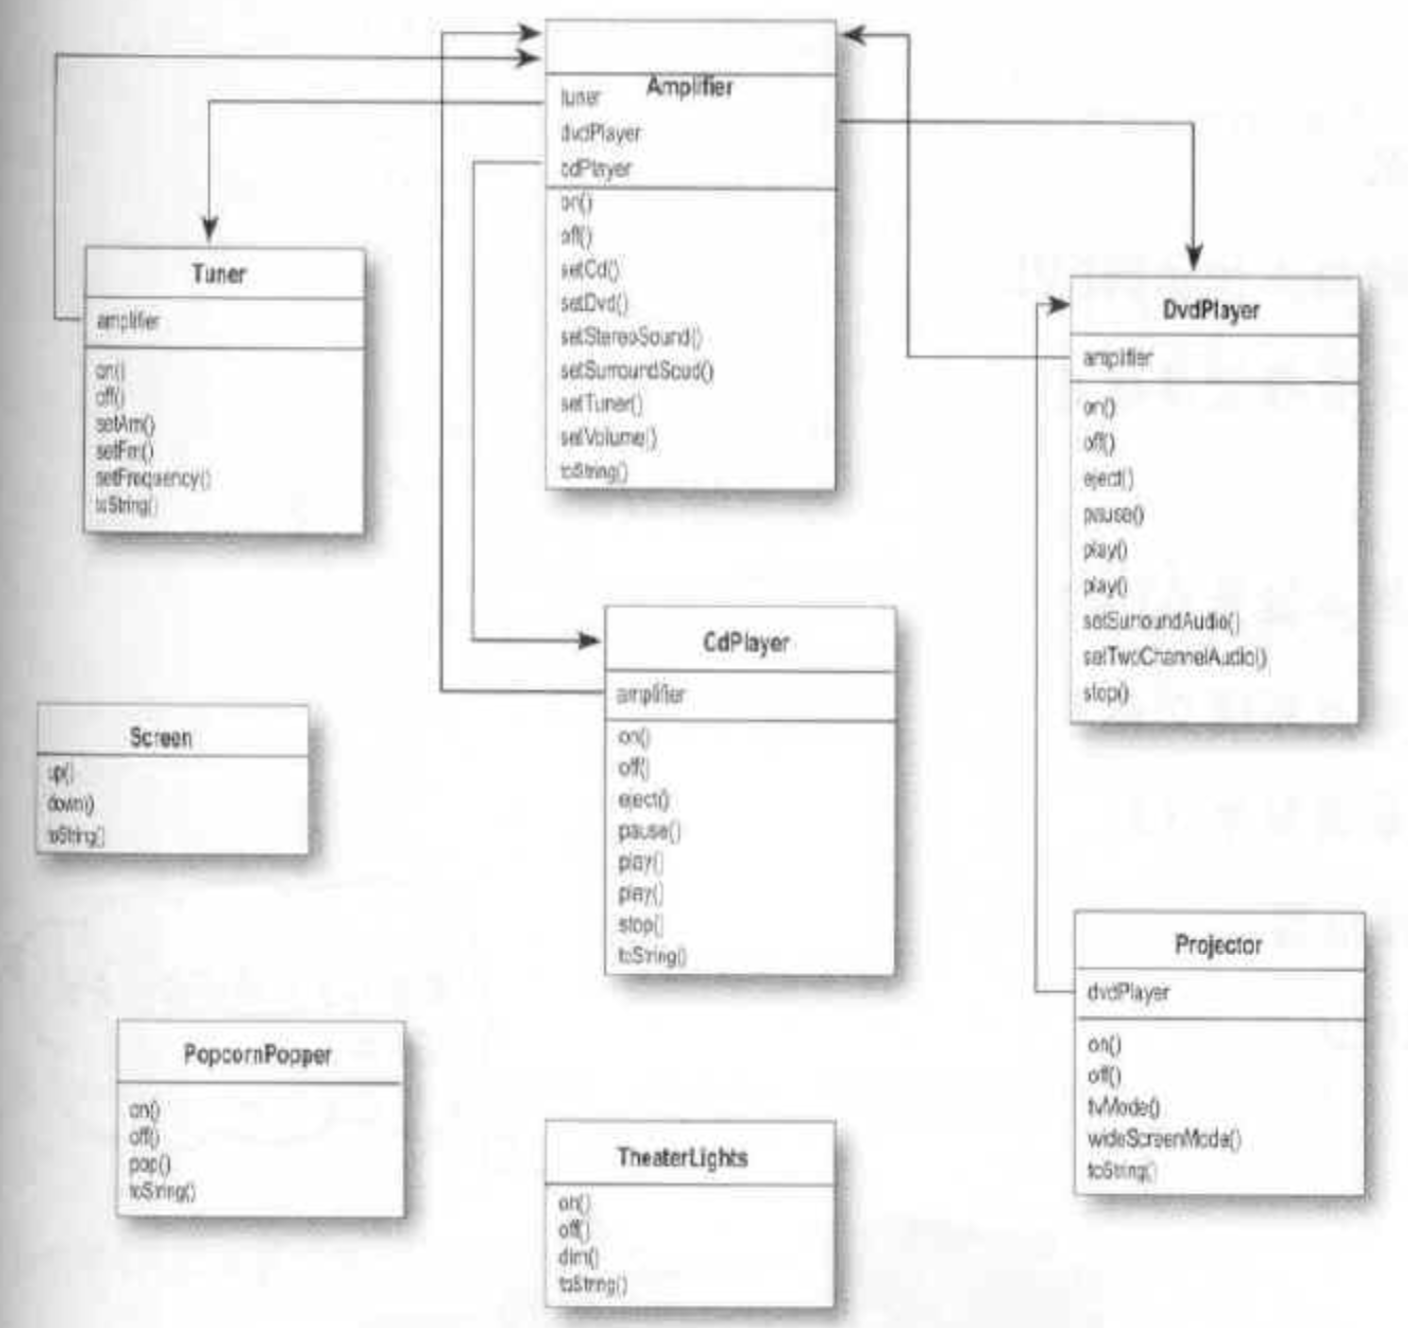 Amplifier
tuner
dvdPlayer
cdPlayer
on()
off()
setCd()
setDvd()
setStereoSound()
setSurroundSoud()
setTuner()
setVolume()
toString()
Tuner
amplifier
on()
off()
setAm()
setFm()
setFrequency()
toString()
DvdPlayer
amplifier
on()
off()
eject()
pause()
play()
play()
setSurroundAudio()
setTwoChannelAudio()
stop()
CdPlayer
amplifier
on()
off()
eject()
pause()
play()
play()
stop()
toString()
Screen
up()
down()
toString()
Projector
dvdPlayer
on()
off()
tvMode()
wideScreenMode()
toString()
PopcornPopper
on()
off()
pop()
toString()
TheaterLights
on()
off()
dim()
toString()